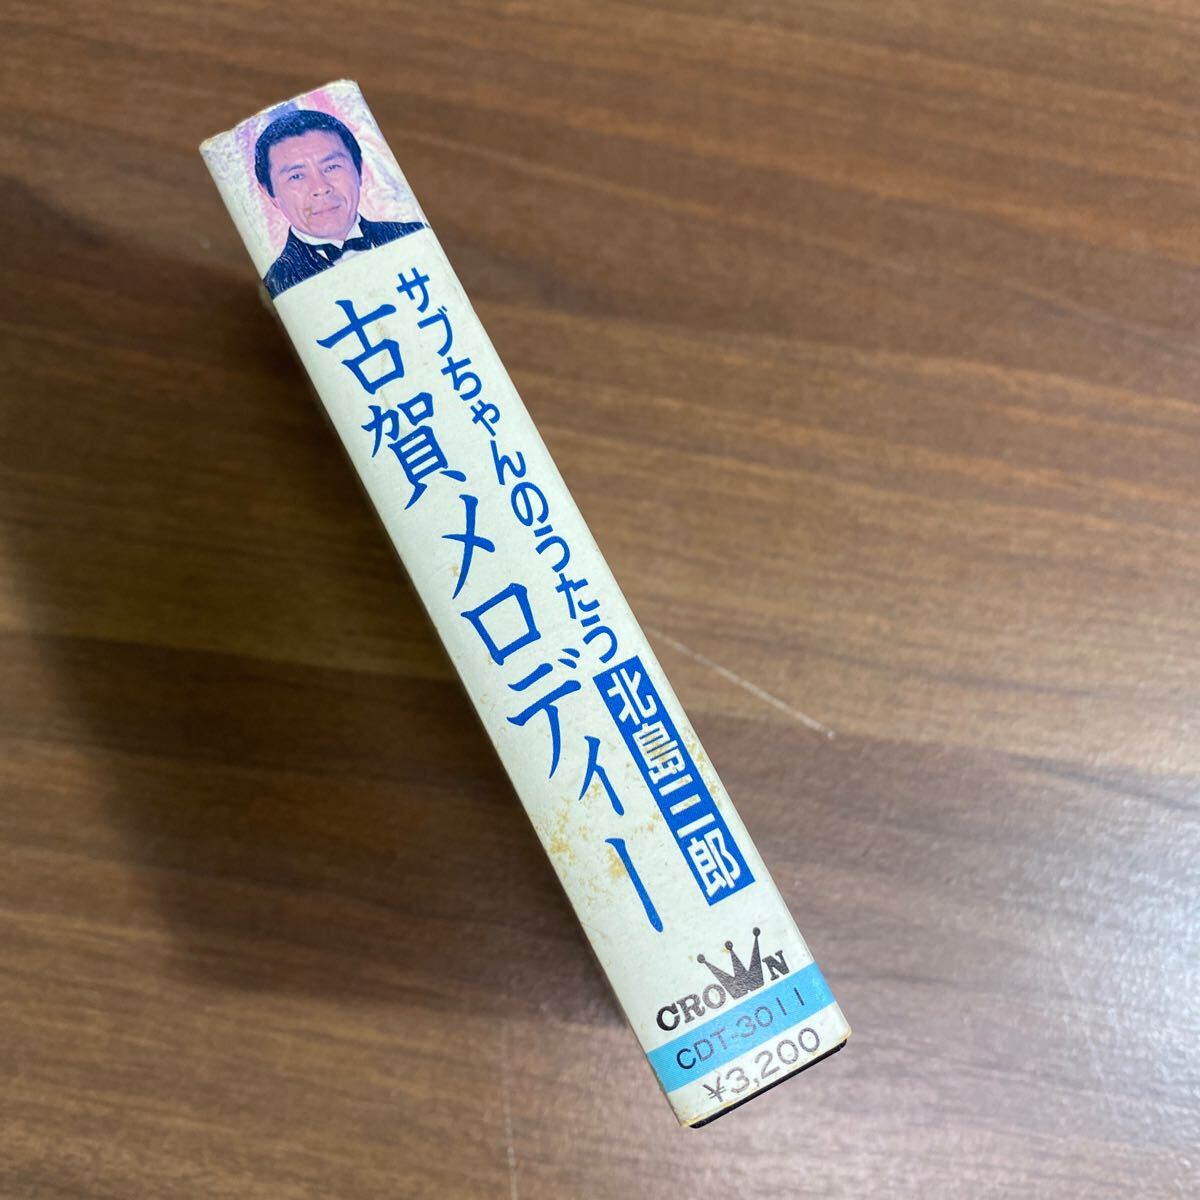 サブちゃんのうたう
古賀メロディー
北島三郎
CROWN
CDT-3011
¥3,200